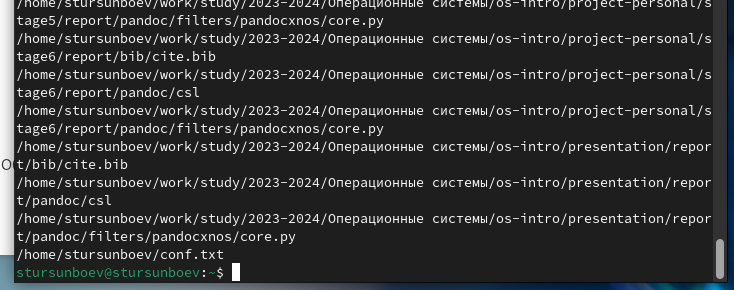 /home/stursunboev/work/study/2023-2024/Операционные системы/os-intro/project-personal/s
tage5/report/pandoc/filters/pandocxnos/core.py
/home/stursunboev/work/study/2023-2024/Операционные системы/os-intro/project-personal/s
tage6/report/bib/cite.bib
/home/stursunboev/work/study/2023-2024/Операционные системы/os-intro/project-personal/s
tage6/report/pandoc/csl
/home/stursunboev/work/study/2023-2024/Операционные системы/os-intro/project-personal/s
tage6/report/pandoc/filters/pandocxnos/core.py
/home/stursunboev/work/study/2023-2024/Операционные системы/os-intro/presentation/repor
t/bib/cite.bib
/home/stursunboev/work/study/2023-2024/Операционные системы/os-intro/presentation/repor
t/pandoc/csl
/home/stursunboev/work/study/2023-2024/Операционные системы/os-intro/presentation/repor
t/pandoc/filters/pandocxnos/core.py
/home/stursunboev/conf.txt
stursunboev@stursunboev:~$